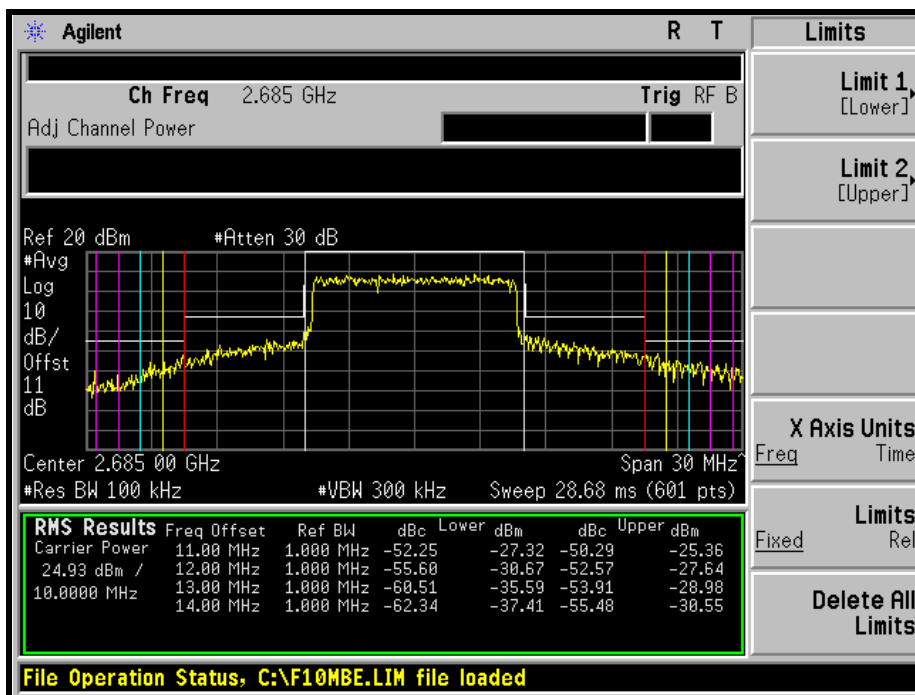 Agilent R T
Ch Freq 2.685 GHz Trig RF B
Adj Channel Power
Ref 20 dBm #Atten 30 dB
#Avg
Log
10
dB/
Offst
11
dB
Center 2.685 00 GHz Span 30 MHz^
#Res BW 100 kHz #VBW 300 kHz Sweep 28.68 ms (601 pts)
RMS Results Freq Offset Ref BW dBc Lower dBm dBc Upper dBm
Carrier Power 11.00 MHz 1.000 MHz -52.25 -27.32 -50.29 -25.36
24.93 dBm / 12.00 MHz 1.000 MHz -55.60 -30.67 -52.57 -27.64
10.0000 MHz 13.00 MHz 1.000 MHz -60.51 -35.59 -53.91 -28.98
14.00 MHz 1.000 MHz -62.34 -37.41 -55.48 -30.55
File Operation Status, C:\F10MBE.LIM file loaded
Limits
Limit 1
[Lower]
Limit 2
[Upper]
X Axis Units
Freq Time
Limits
Fixed Rel
Delete All
Limits